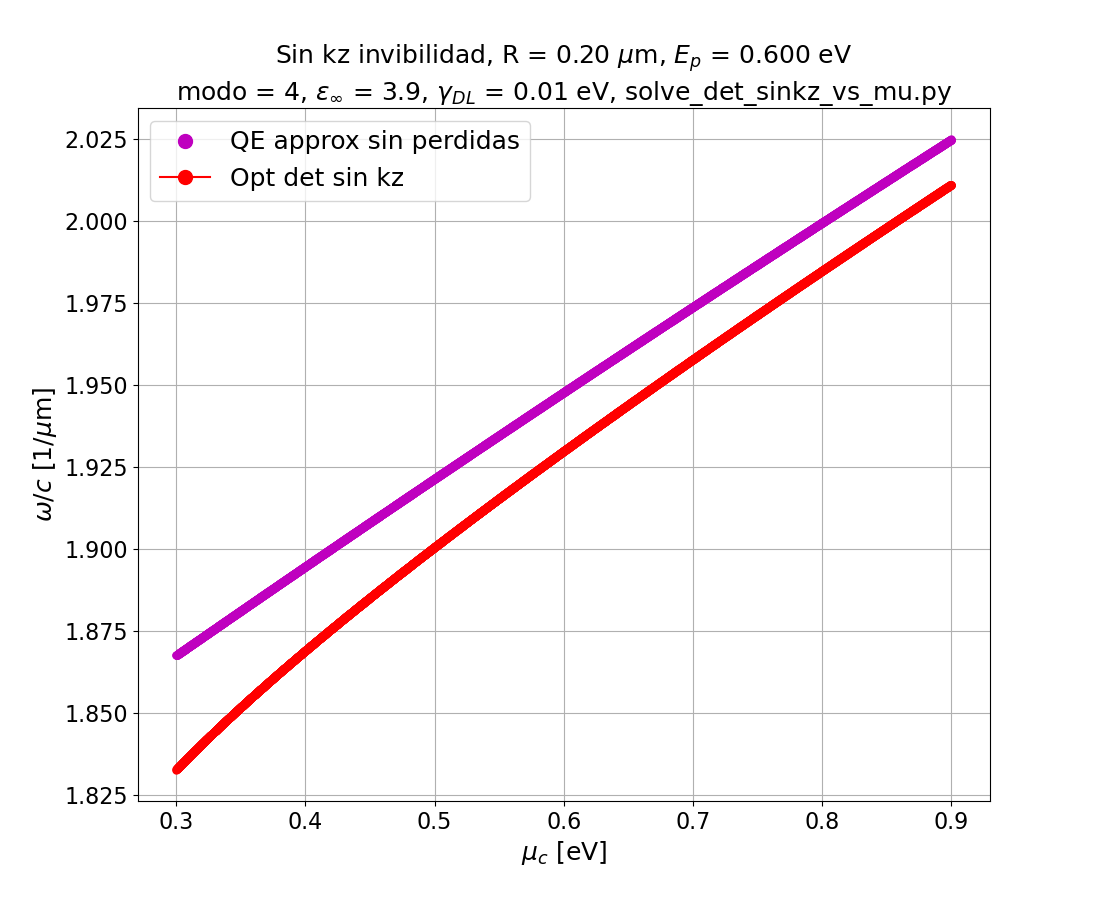 Sin kz invibilidad, R = 0.20 μm, E_p = 0.600 eV
modo = 4, ε_∞ = 3.9, γ_DL = 0.01 eV, solve_det_sinkz_vs_mu.py
QE approx sin perdidas
Opt det sin kz
2.025
2.000
1.975
1.950
1.925
1.900
1.875
1.850
1.825
ω/c [1/μm]
0.3 0.4 0.5 0.6 0.7 0.8 0.9
μ_c [eV]